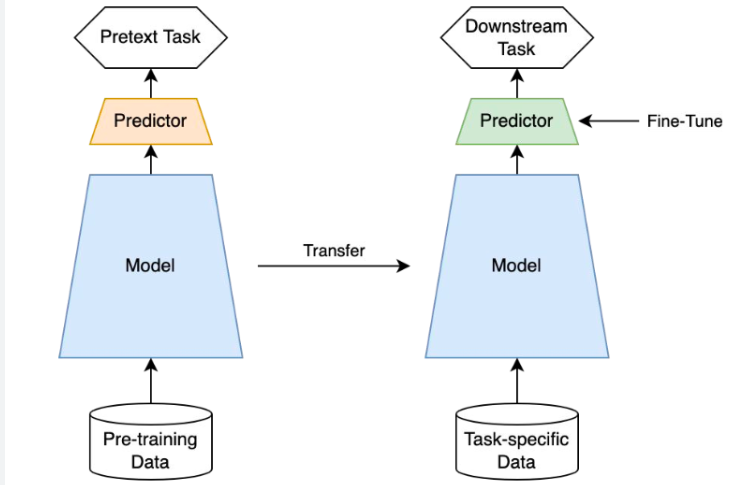 Pretext Task
Downstream
Task
Predictor
Predictor
Fine-Tune
Model
Transfer
Model
Pre-training
Data
Task-specific
Data